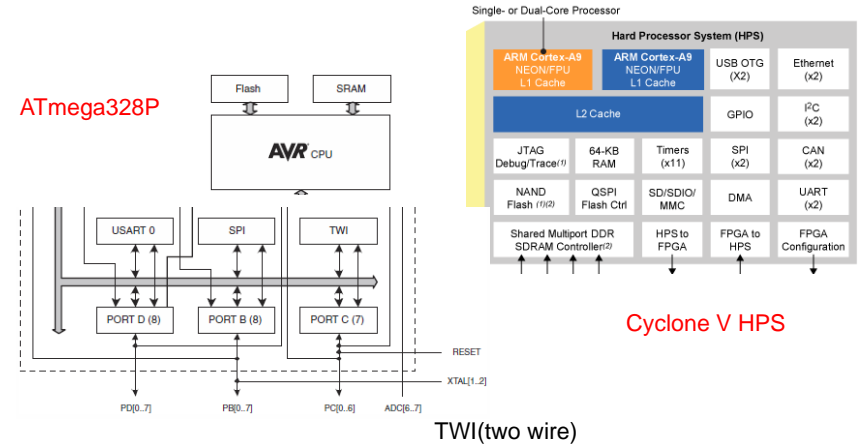 ATmega328P
Flash
SRAM
AVR CPU
USART 0
SPI
TWI
PORT D (8)
PORT B (8)
PORT C (7)
RESET
XTAL[1..2]
PD[0..7]
PB[0..7]
PC[0..6]
ADC[6..7]
TWI(two wire)
Single- or Dual-Core Processor
Hard Processor System (HPS)
ARM Cortex-A9
NEON/FPU
L1 Cache
ARM Cortex-A9
NEON/FPU
L1 Cache
USB OTG
(X2)
Ethernet
(x2)
L2 Cache
GPIO
I²C
(x2)
JTAG
Debug/Trace(1)
64-KB
RAM
Timers
(x11)
SPI
(x2)
CAN
(x2)
NAND
Flash (1)(2)
QSPI
Flash Ctrl
SD/SDIO/
MMC
DMA
UART
(x2)
Shared Multiport DDR
SDRAM Controller(2)
HPS to
FPGA
FPGA to
HPS
FPGA
Configuration
Cyclone V HPS